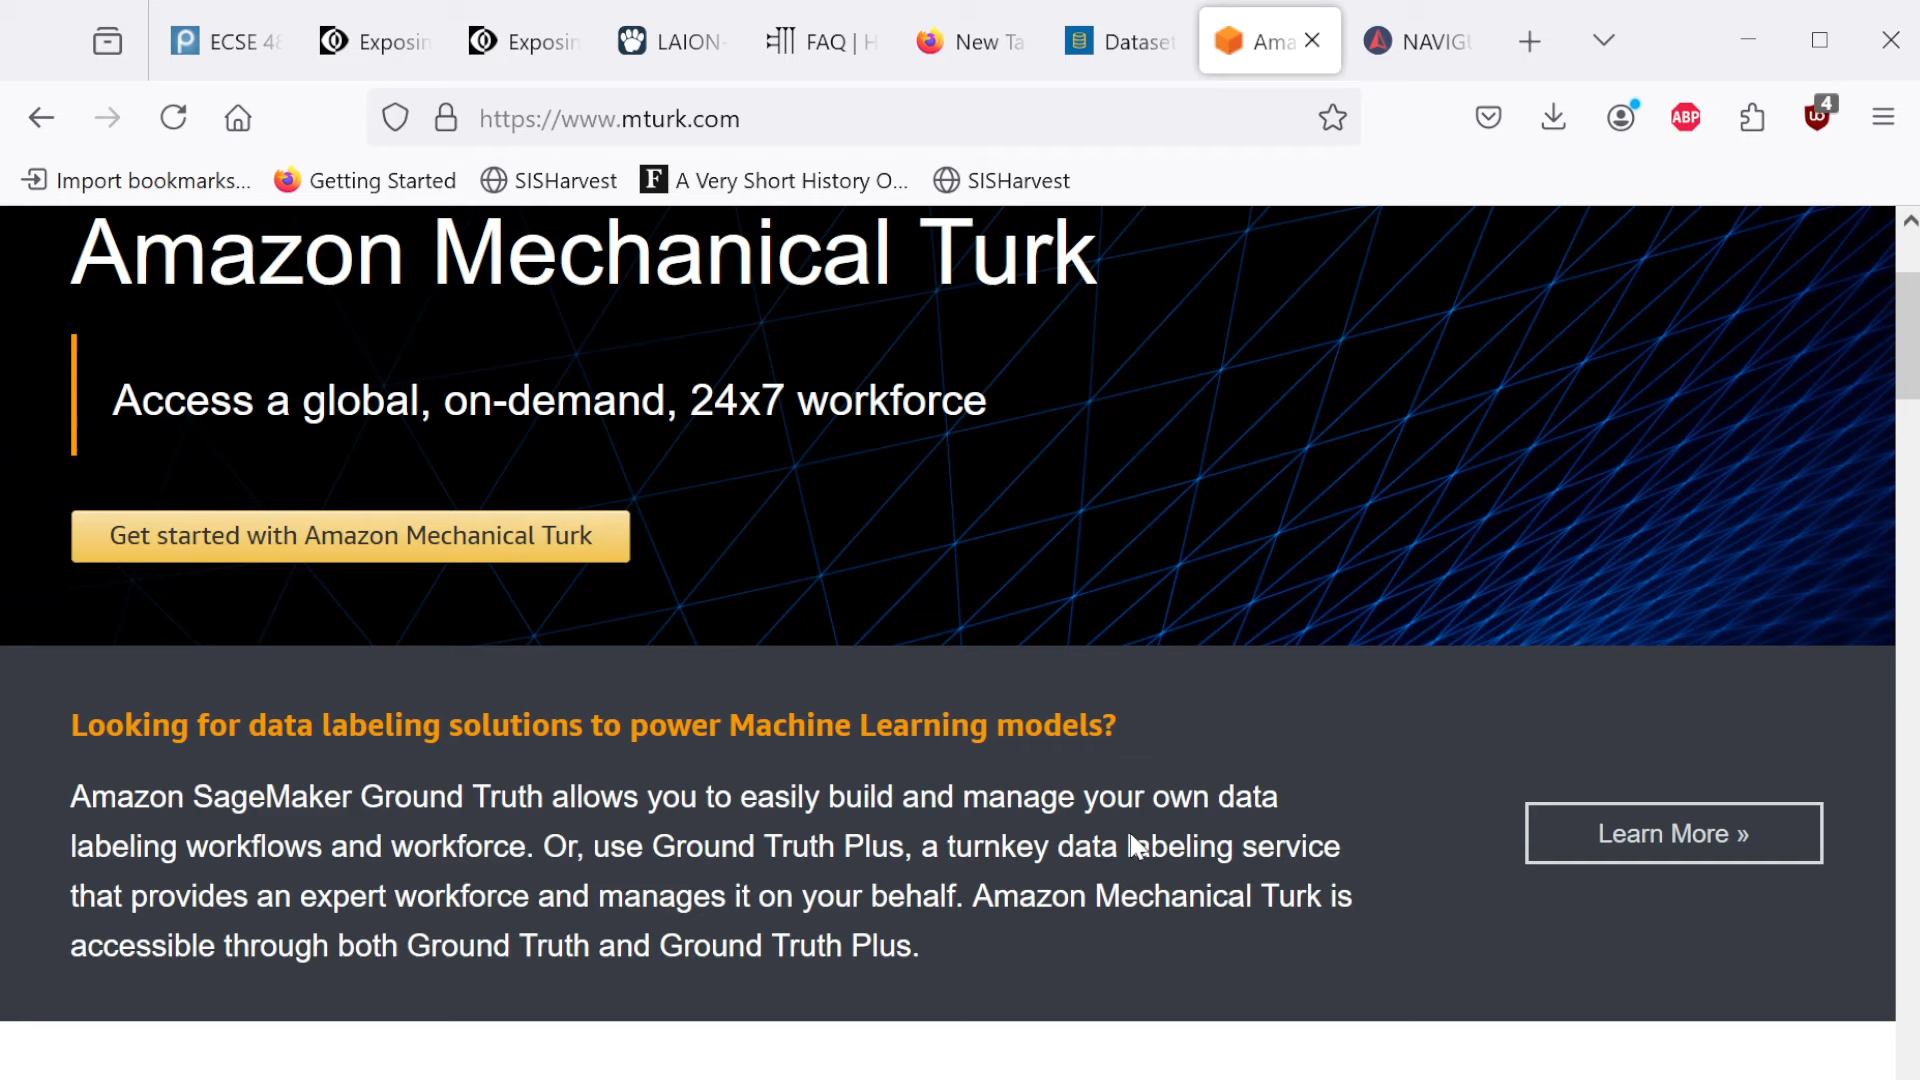 ECSE 48
Exposin
Exposin
LAION-
FAQ | H
New Ta
Dataset
Ama
NAVIGU
https://www.mturk.com
ABP
4
Import bookmarks...
Getting Started
SISHarvest
F
A Very Short History O...
SISHarvest
Amazon Mechanical Turk
Access a global, on-demand, 24x7 workforce
Get started with Amazon Mechanical Turk
Looking for data labeling solutions to power Machine Learning models?
Amazon SageMaker Ground Truth allows you to easily build and manage your own data
labeling workflows and workforce. Or, use Ground Truth Plus, a turnkey data labeling service
that provides an expert workforce and manages it on your behalf. Amazon Mechanical Turk is
accessible through both Ground Truth and Ground Truth Plus.
Learn More »